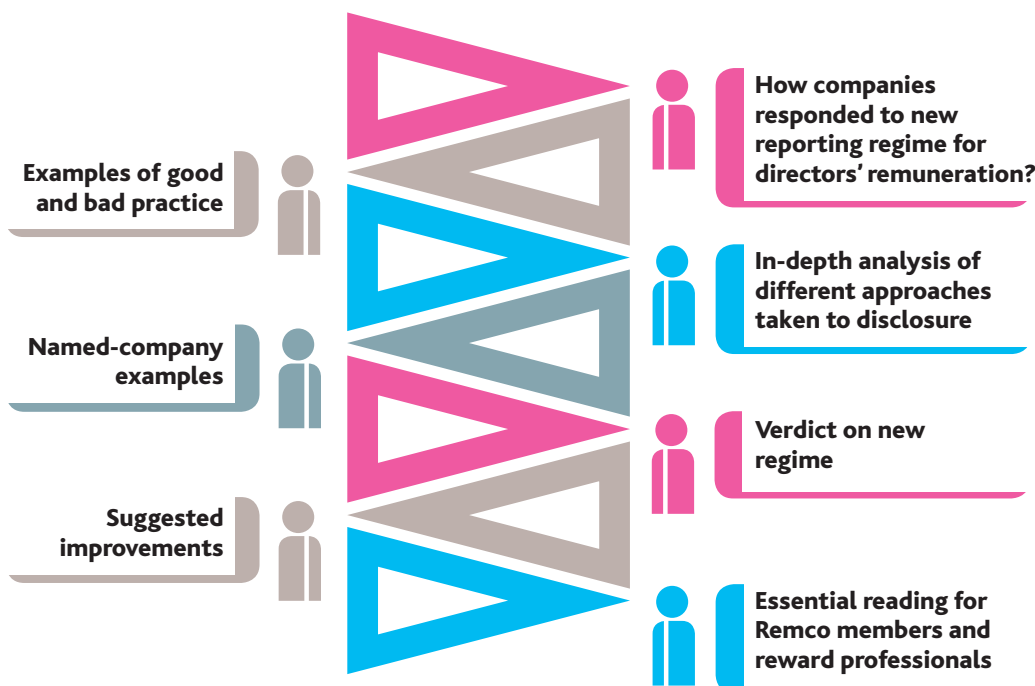 How companies
responded to new
reporting regime for
directors' remuneration?
Examples of good
and bad practice
In-depth analysis of
different approaches
taken to disclosure
Named-company
examples
Verdict on new
regime
Suggested
improvements
Essential reading for
Remco members and
reward professionals